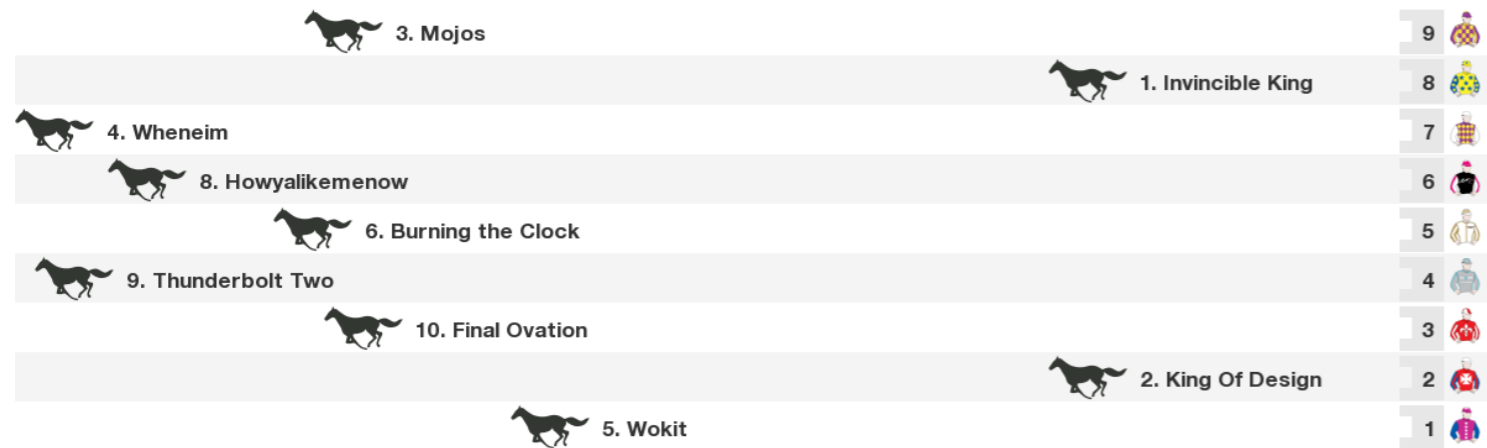 3. Mojos 9
1. Invincible King 8
4. Wheneim 7
8. Howyalikemenow 6
6. Burning the Clock 5
9. Thunderbolt Two 4
10. Final Ovation 3
2. King Of Design 2
5. Wokit 1